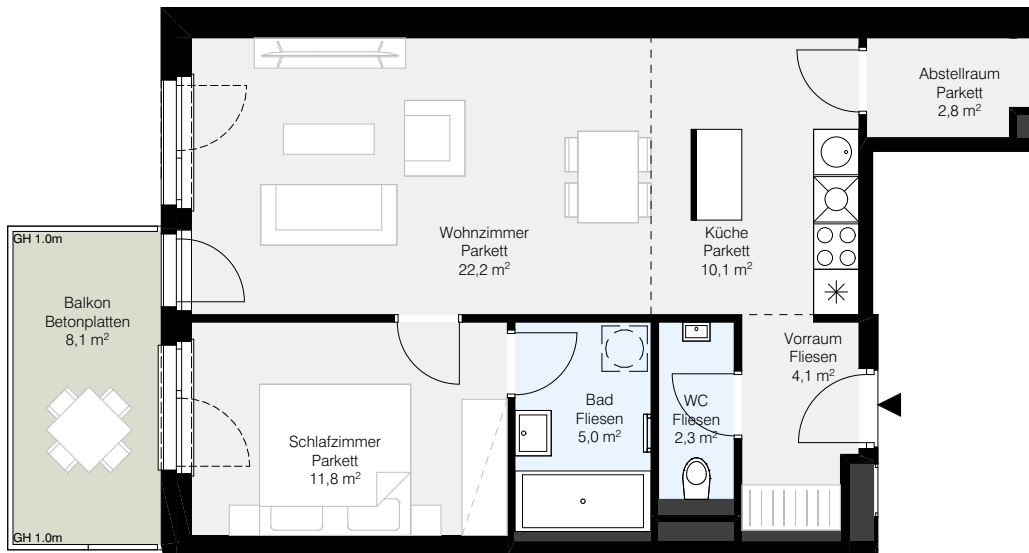 Abstellraum
Parkett
2,8 m²
GH 1.0m
Wohnzimmer
Parkett
22,2 m²
Küche
Parkett
10,1 m²
Balkon
Betonplatten
8,1 m²
Vorraum
Fliesen
4,1 m²
Bad
Fliesen
5,0 m²
WC
Fliesen
2,3 m²
Schlafzimmer
Parkett
11,8 m²
GH 1.0m